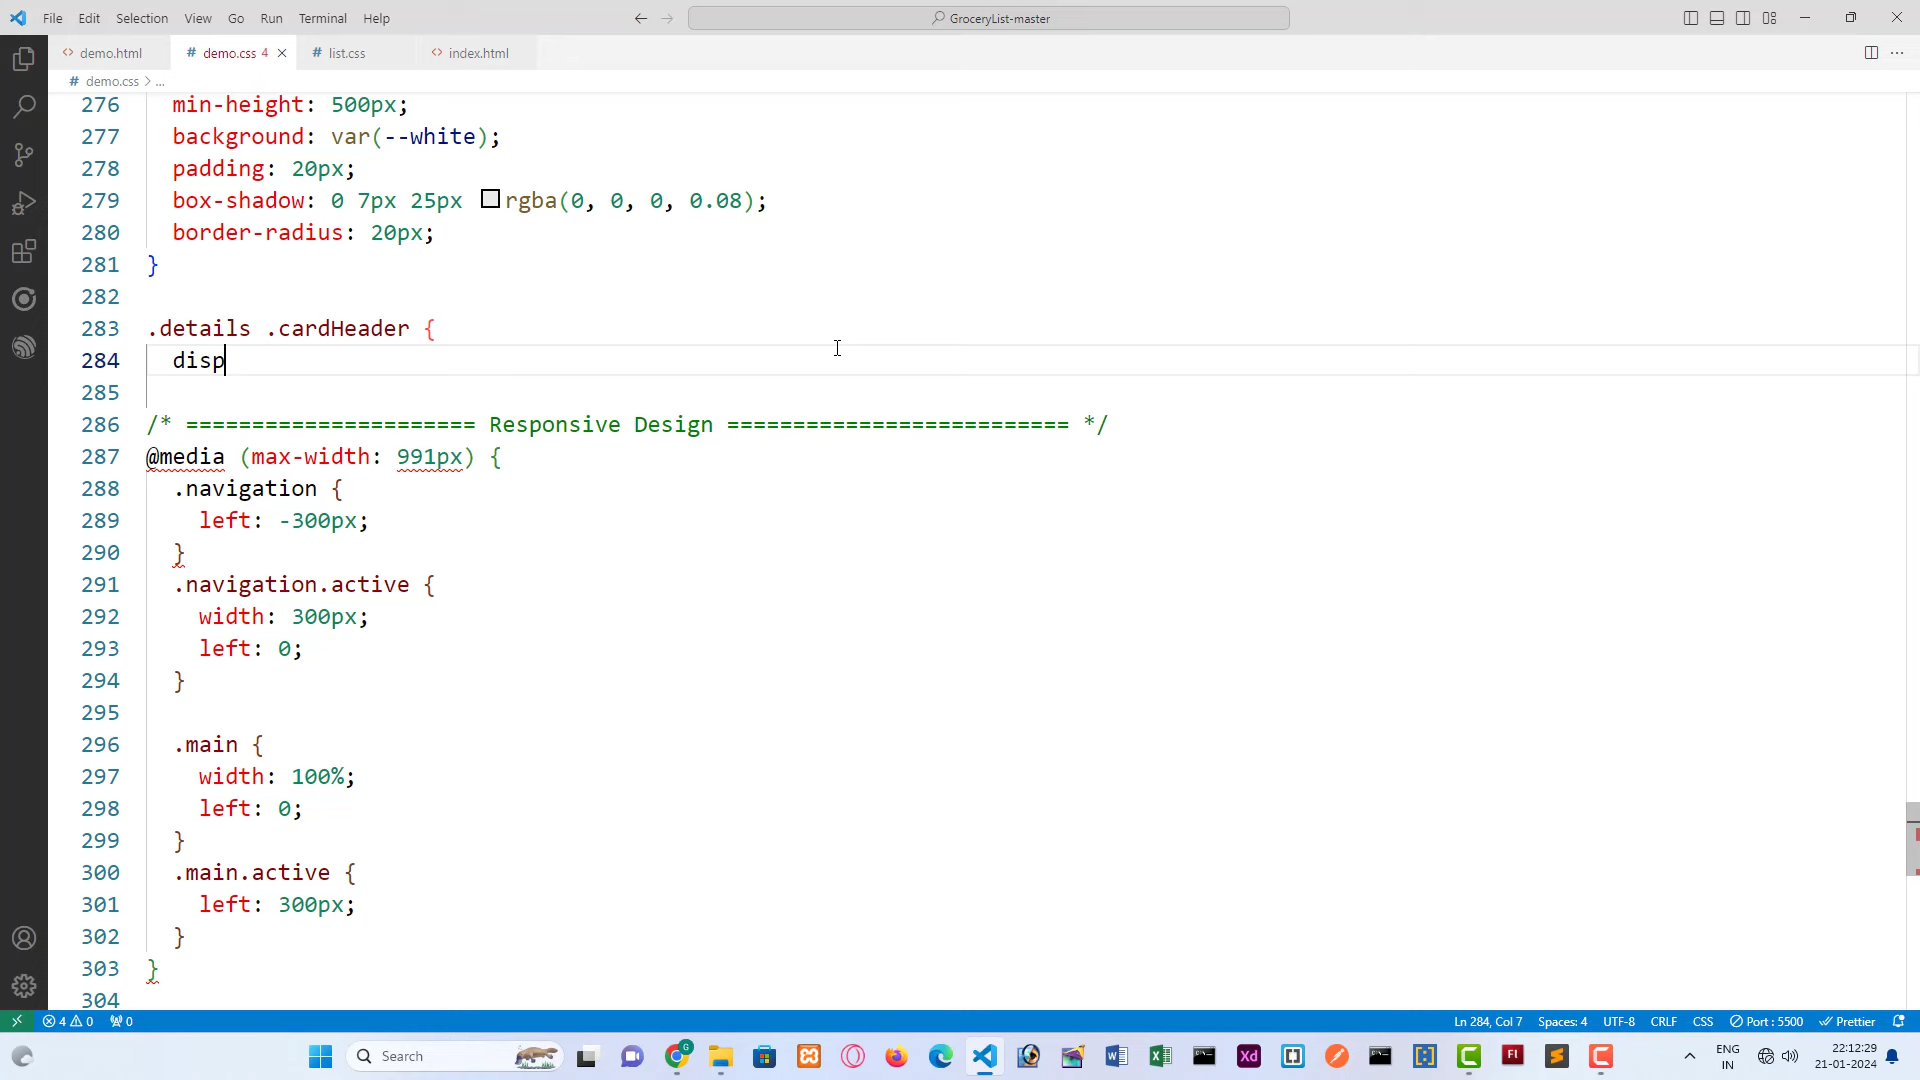 File Edit Selection View Go Run Terminal Help
GroceryList-master
demo.html
demo.css 4
list.css
index.html
demo.css > ...
276 min-height: 500px;
277 background: var(--white);
278 padding: 20px;
279 box-shadow: 0 7px 25px rgba(0, 0, 0, 0.08);
280 border-radius: 20px;
281 }
282
283 .details .cardHeader {
284 disp
285
286 /* ====================== Responsive Design ========================== */
287 @media (max-width: 991px) {
288 .navigation {
289 left: -300px;
290 }
291 .navigation.active {
292 width: 300px;
293 left: 0;
294 }
295
296 .main {
297 width: 100%;
298 left: 0;
299 }
300 .main.active {
301 left: 300px;
302 }
303 }
304
4 0 0 Ln 284, Col 7 Spaces: 4 UTF-8 CRLF CSS Port : 5500 Prettier
Search
ENG
IN
22:12:29
21-01-2024